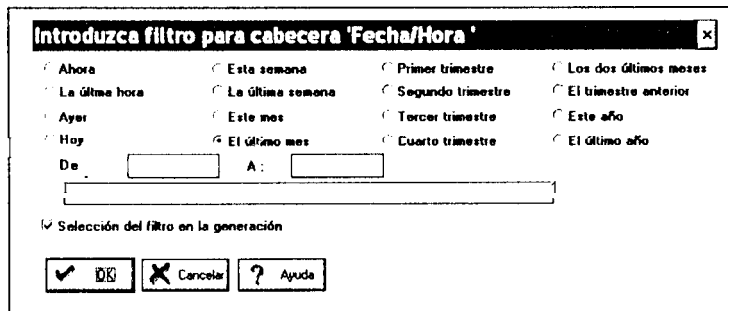 Introduzca filtro para cabecera 'Fecha/Hora '
Ahora Esta semana Primer trimestre Los dos últimos meses
La última hora La última semana Segundo trimestre El trimestre anterior
Ayer Este mes Tercer trimestre Este año
Hoy El último mes Cuarto trimestre El último año
De A :
Selección del filtro en la generación
OK Cancelar ? Ayuda